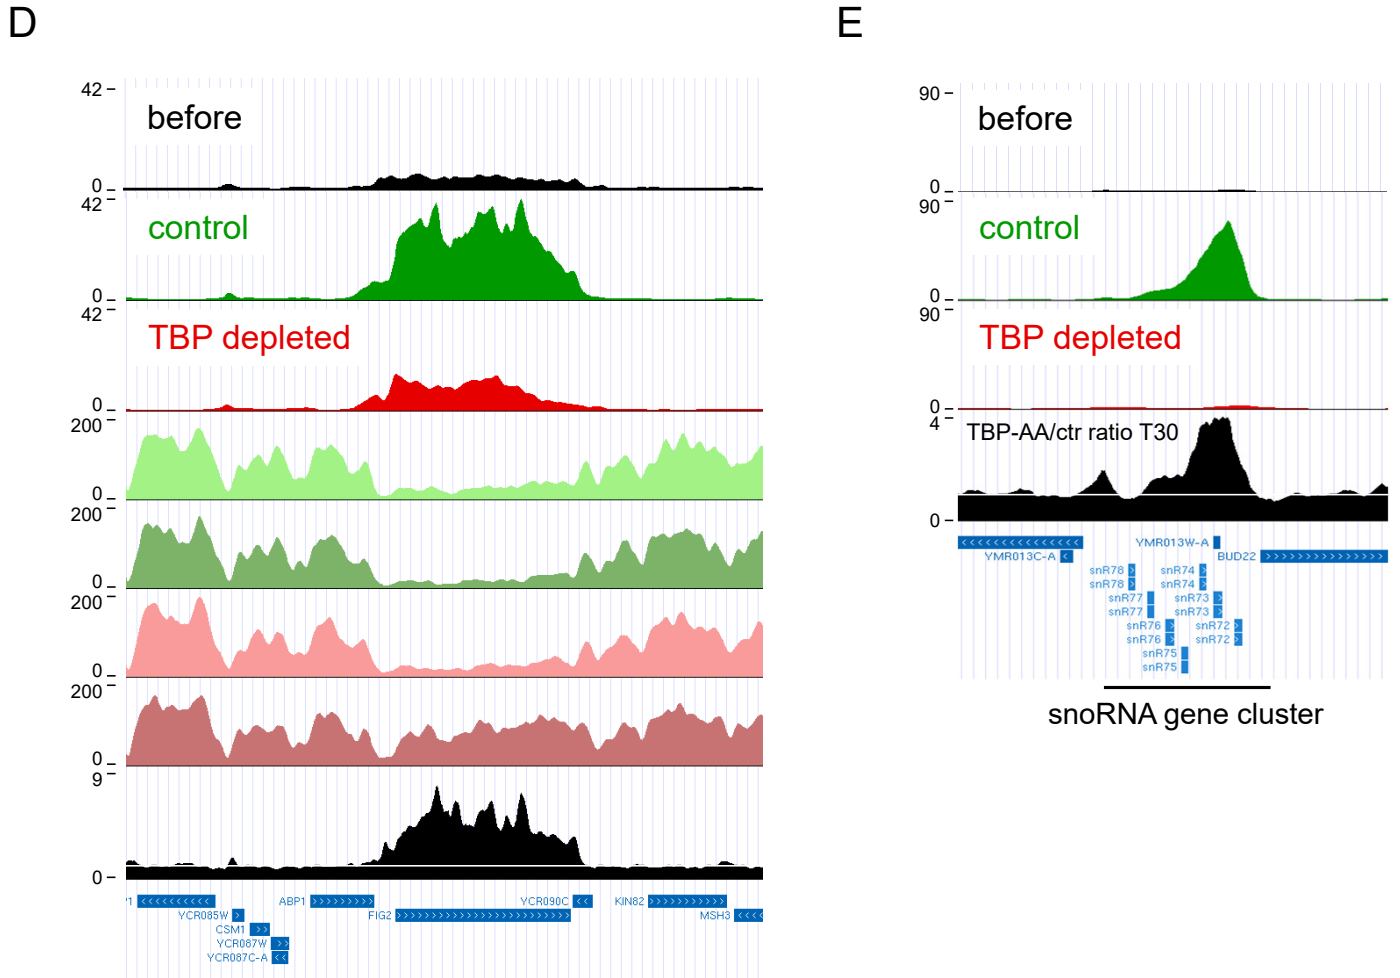 D
42
before
0
42
control
0
42
TBP depleted
0
200
0
200
0
200
0
200
0
9
0
YCR085W
CSM1
YCR087W
YCR087C-A
ABP1
FIG2
YCR090C
KIN82
MSH3
E
90
before
0
90
control
0
90
TBP depleted
0
4
TBP-AA/ctr ratio T30
0
YMR013W-A
YMR013C-A
BUD22
snR78 snR74
snR78 snR74
snR77 snR73
snR77 snR73
snR76 snR72
snR76 snR72
snR75
snR75
snoRNA gene cluster